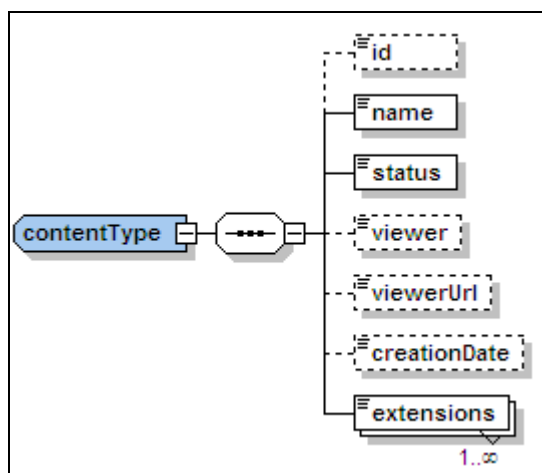 id
name
status
contentType
viewer
viewerUrl
creationDate
extensions
1..∞